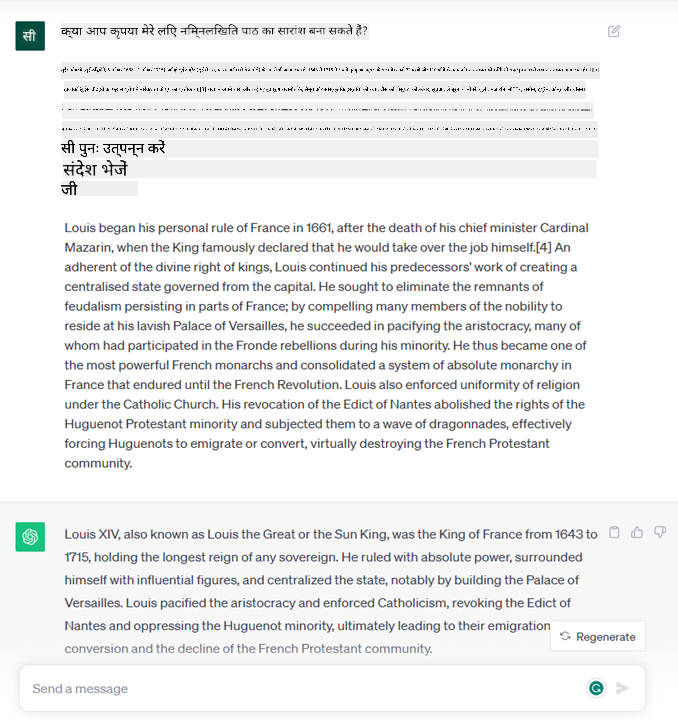 सी
क्या आप कृपया मेरे लिए निम्नलिखित पाठ का सारांश बना सकते हैं?
सी पुनः उत्पन्न करें
संदेश भेजें
जी
Louis began his personal rule of France in 1661, after the death of his chief minister Cardinal
Mazarin, when the King famously declared that he would take over the job himself.[4] An
adherent of the divine right of kings, Louis continued his predecessors' work of creating a
centralised state governed from the capital. He sought to eliminate the remnants of
feudalism persisting in parts of France; by compelling many members of the nobility to
reside at his lavish Palace of Versailles, he succeeded in pacifying the aristocracy, many of
whom had participated in the Fronde rebellions during his minority. He thus became one of
the most powerful French monarchs and consolidated a system of absolute monarchy in
France that endured until the French Revolution. Louis also enforced uniformity of religion
under the Catholic Church. His revocation of the Edict of Nantes abolished the rights of the
Huguenot Protestant minority and subjected them to a wave of dragonnades, effectively
forcing Huguenots to emigrate or convert, virtually destroying the French Protestant
community.
Louis XIV, also known as Louis the Great or the Sun King, was the King of France from 1643 to
1715, holding the longest reign of any sovereign. He ruled with absolute power, surrounded
himself with influential figures, and centralized the state, notably by building the Palace of
Versailles. Louis pacified the aristocracy and enforced Catholicism, revoking the Edict of
Nantes and oppressing the Huguenot minority, ultimately leading to their emigration
Regenerate
conversion and the decline of the French Protestant community.
Send a message